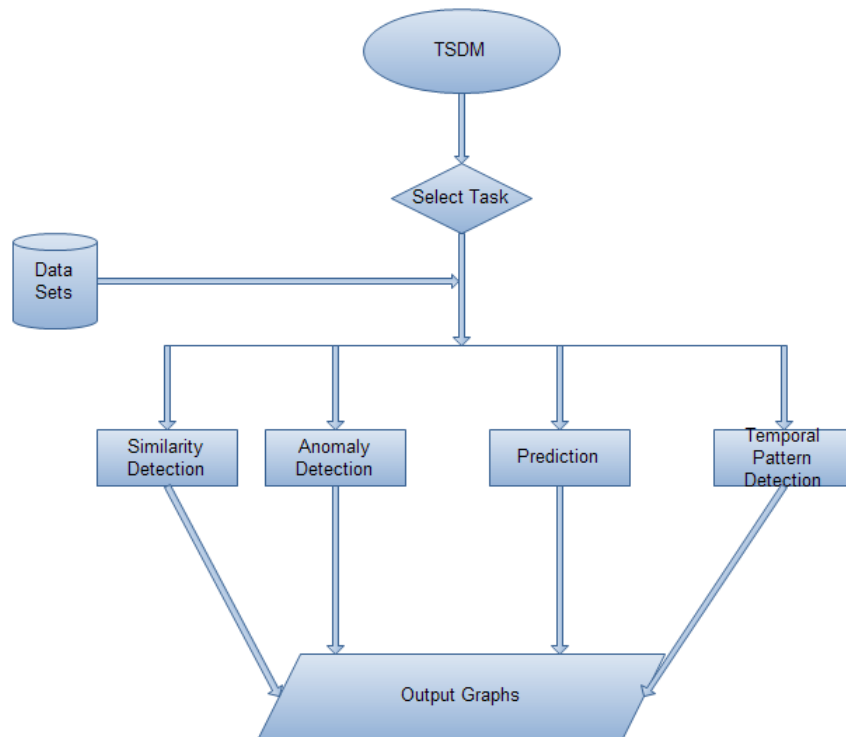 TSDM
Select Task
Data
Sets
Similarity
Detection
Anomaly
Detection
Prediction
Temporal
Pattern
Detection
Output Graphs